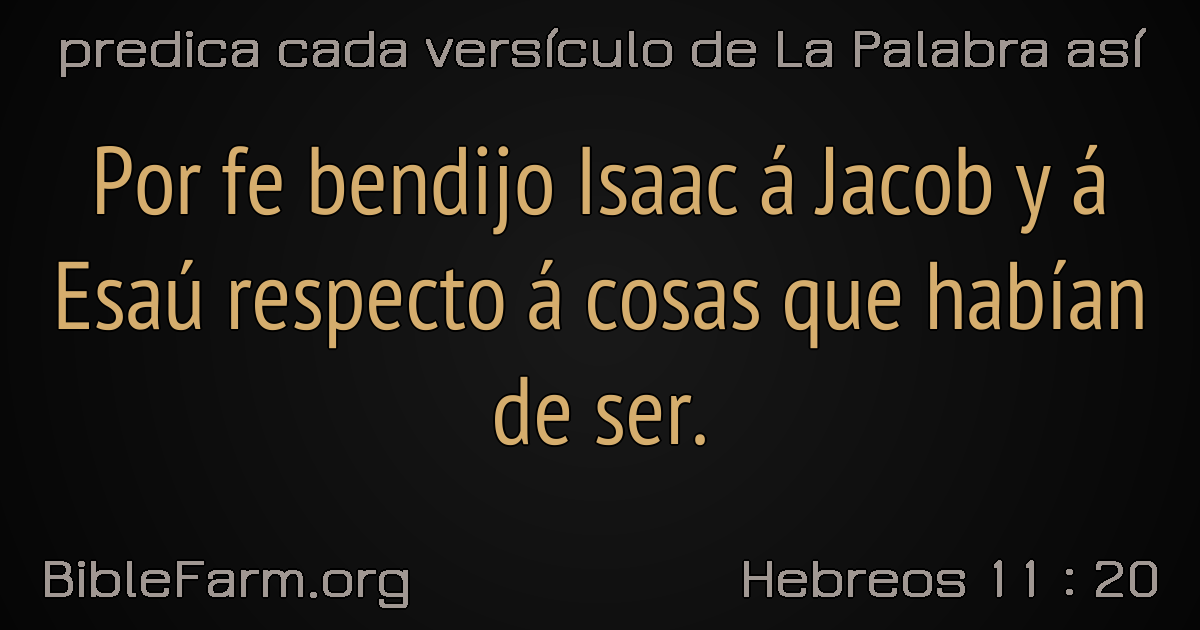 predica cada versículo de La Palabra así
Por fe bendijo Isaac á Jacob y á
Esaú respecto á cosas que habían
de ser.
BibleFarm.org
Hebreos 11 : 20